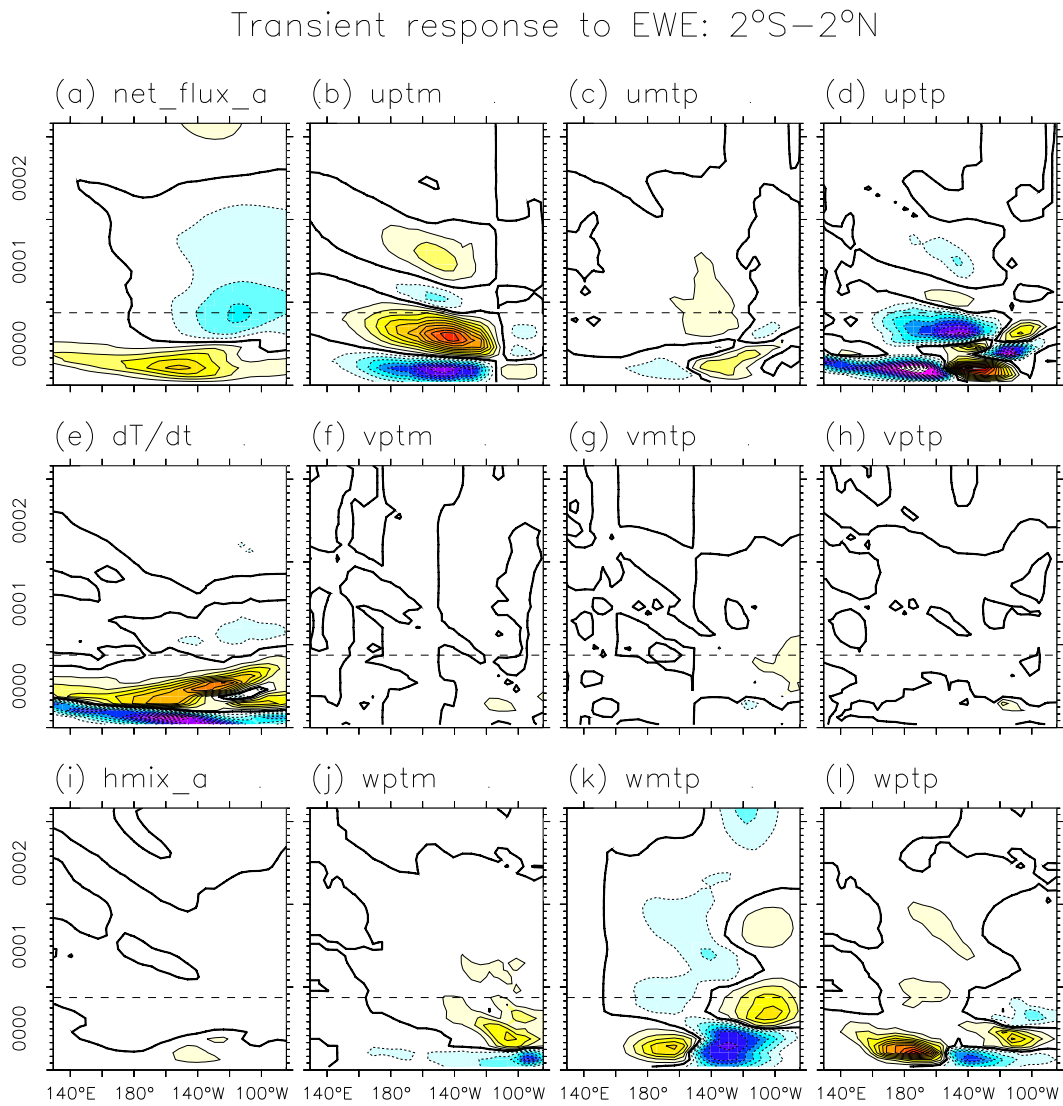 Transient response to EWE: 2°S−2°N
(a) net_flux_a (b) uptm (c) umtp (d) uptp
0002
0001
0000
(e) dT/dt (f) vptm (g) vmtp (h) vptp
0002
0001
0000
(i) hmix_a (j) wptm (k) wmtp (l) wptp
0002
0001
0000
140°E 180° 140°W 100°W 140°E 180° 140°W 100°W 140°E 180° 140°W 100°W 140°E 180° 140°W 100°W